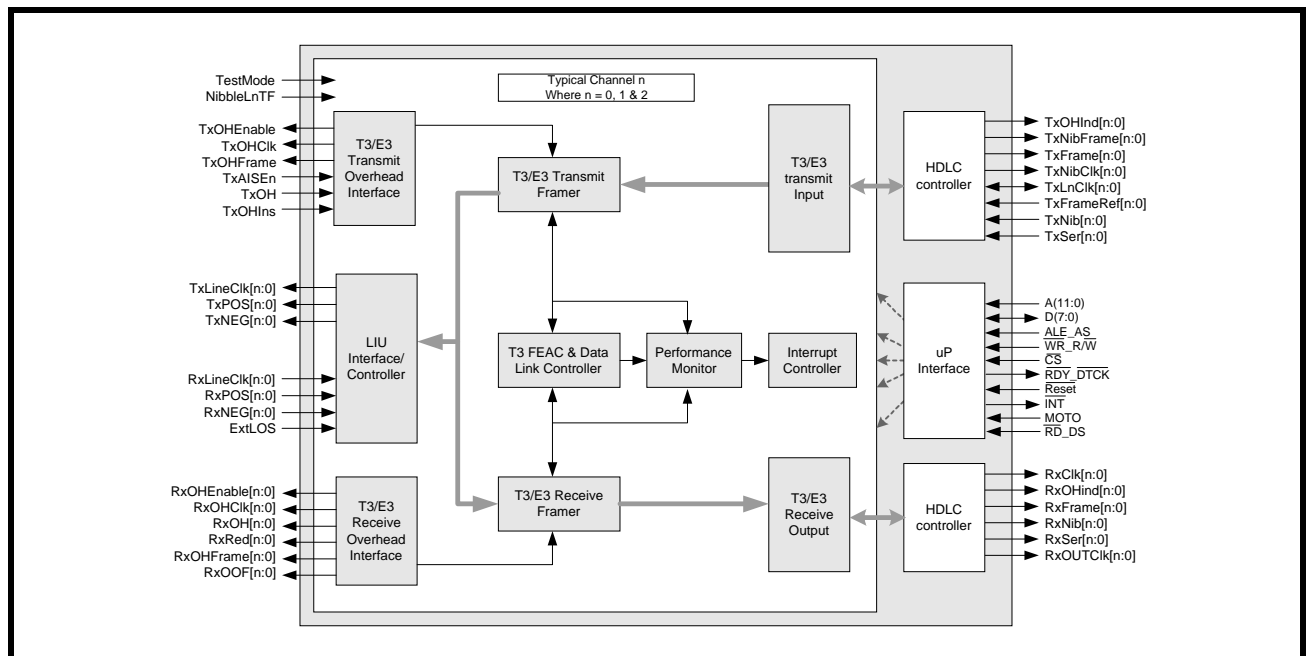 TestMode
NibbleLnTF
Typical Channel n
Where n = 0, 1 & 2
TxOHEnable
TxOHClk
TxOHFrame
TxAISEn
TxOH
TxOHIns
T3/E3
Transmit
Overhead
Interface
T3/E3 Transmit
Framer
T3/E3
transmit
Input
HDLC
controller
TxOHInd[n:0]
TxNibFrame[n:0]
TxFrame[n:0]
TxNibClk[n:0]
TxLnClk[n:0]
TxFrameRef[n:0]
TxNib[n:0]
TxSer[n:0]
TxLineClk[n:0]
TxPOS[n:0]
TxNEG[n:0]
RxLineClk[n:0]
RxPOS[n:0]
RxNEG[n:0]
ExtLOS
LIU
Interface/
Controller
T3 FEAC & Data
Link Controller
Performance
Monitor
Interrupt
Controller
uP
Interface
A(11:0)
D(7:0)
ALE_AS
WR_R/W
CS
RDY_DTCK
Reset
INT
MOTO
RD_DS
RxOHEnable[n:0]
RxOHClk[n:0]
RxOH[n:0]
RxRed[n:0]
RxOHFrame[n:0]
RxOOF[n:0]
T3/E3
Receive
Overhead
Interface
T3/E3 Receive
Framer
T3/E3
Receive
Output
HDLC
controller
RxClk[n:0]
RxOHind[n:0]
RxFrame[n:0]
RxNib[n:0]
RxSer[n:0]
RxOUTClk[n:0]